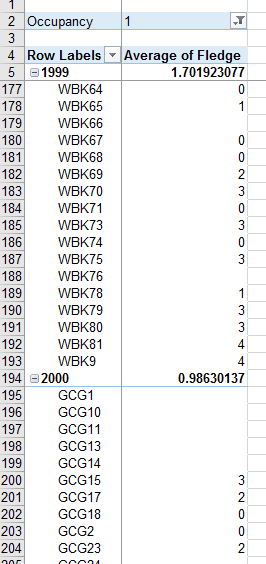 1
2 Occupancy 1
3
4 Row Labels Average of Fledge
5 1999 1.701923077
177 WBK64 0
178 WBK65 1
179 WBK66
180 WBK67 0
181 WBK68 0
182 WBK69 2
183 WBK70 3
184 WBK71 0
185 WBK73 3
186 WBK74 0
187 WBK75 3
188 WBK76
189 WBK78 1
190 WBK79 3
191 WBK80 3
192 WBK81 4
193 WBK9 4
194 2000 0.98630137
195 GCG1
196 GCG10
197 GCG11
198 GCG13
199 GCG14
200 GCG15 3
201 GCG17 2
202 GCG18 0
203 GCG2 0
204 GCG23 2